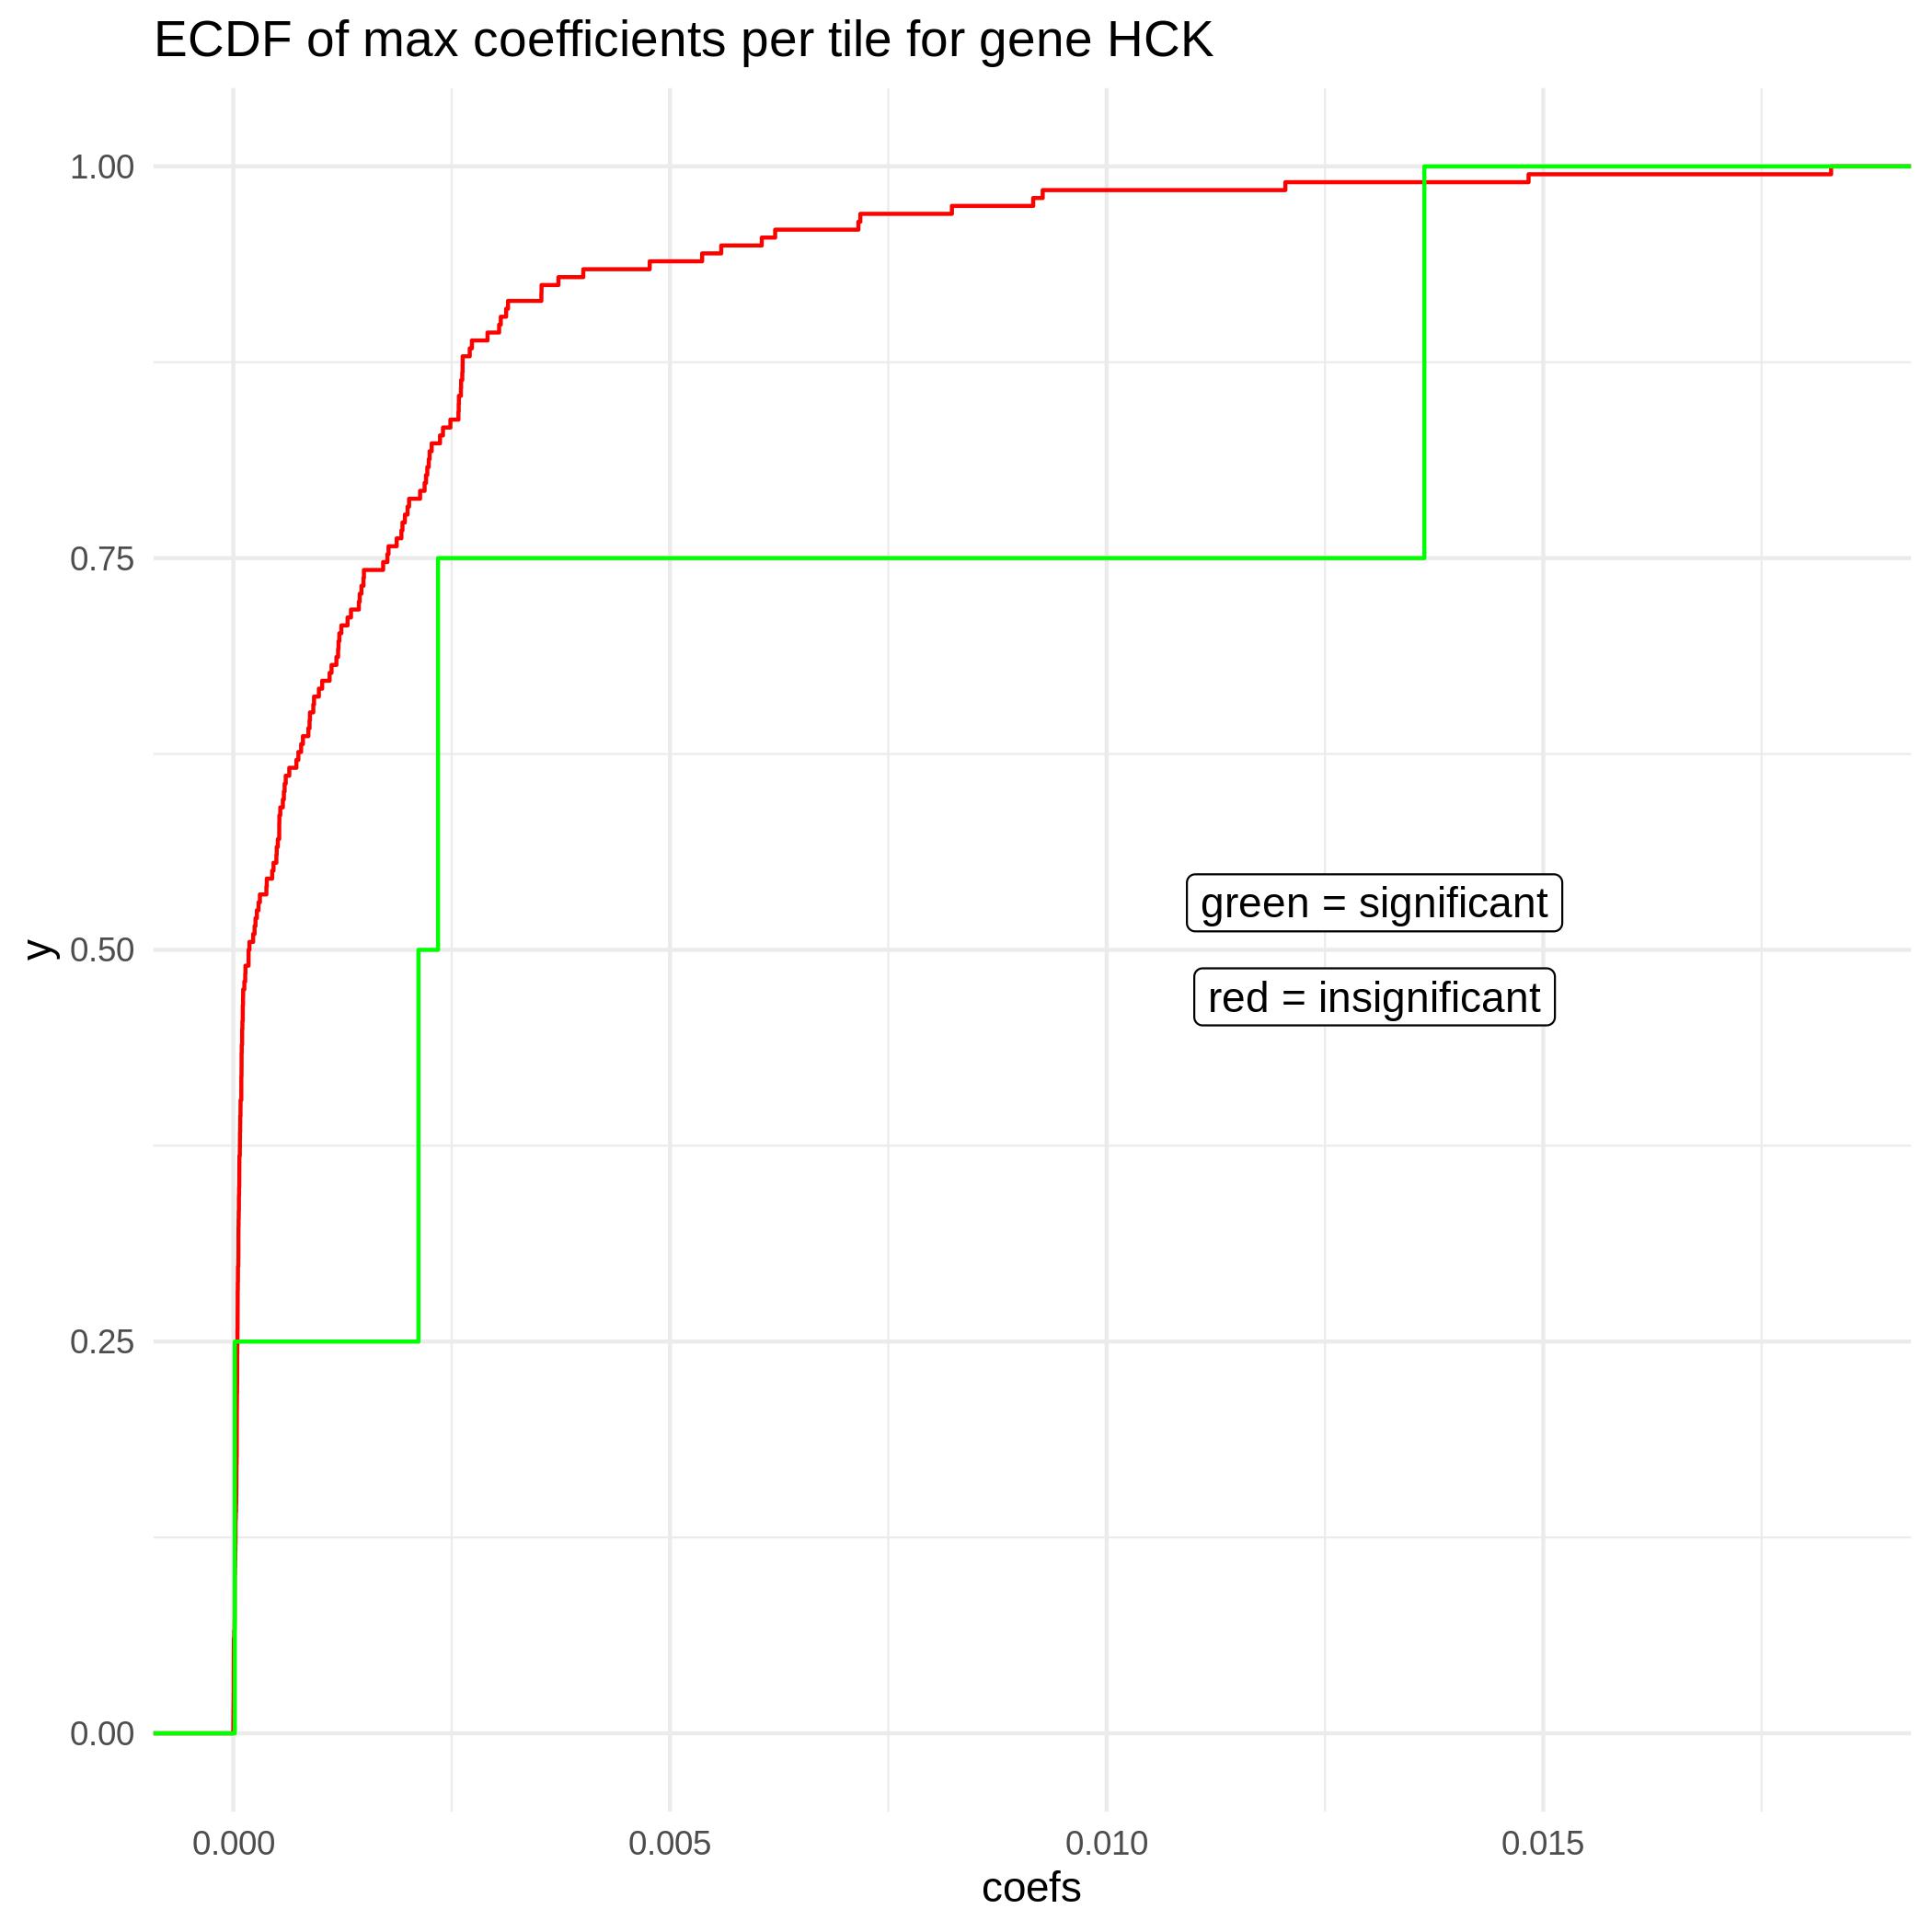 ECDF of max coefficients per tile for gene HCK
1.00
0.75
0.50
0.25
0.00
y
green = significant
red = insignificant
0.000
0.005
0.010
0.015
coefs